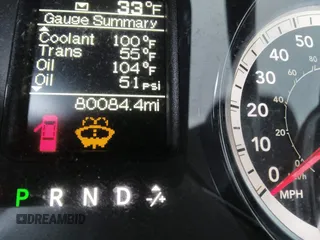 33°F
Gauge Summary
Coolant 100°F
Trans 55°F
Oil 104°F
Oil 51 PSI
80084.4mi
P R N D -/+
50
40
30
20
10
0
MPH
DREAMBID